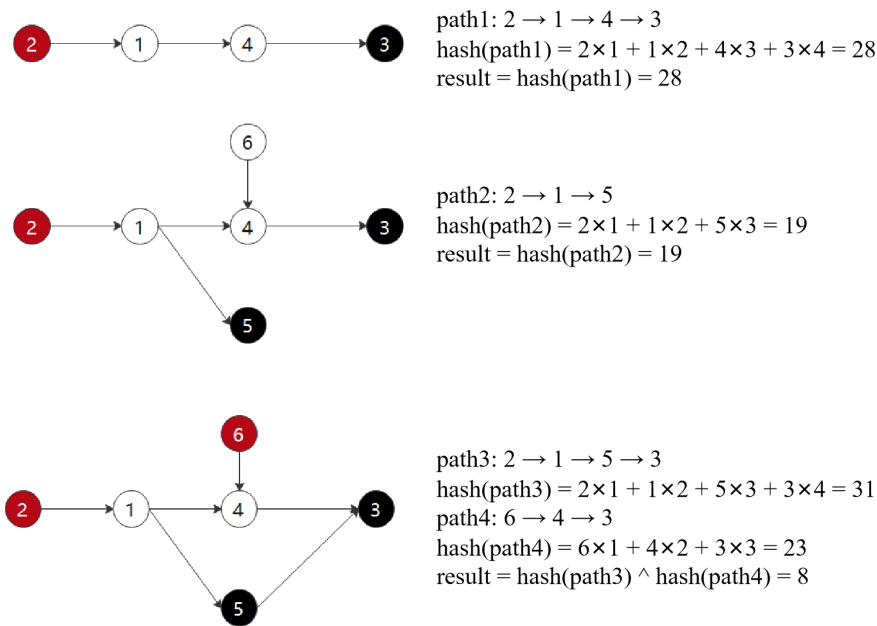 2 1 4 3
path1: 2 → 1 → 4 → 3
hash(path1) = 2×1 + 1×2 + 4×3 + 3×4 = 28
result = hash(path1) = 28
6
2 1 4 3
5
path2: 2 → 1 → 5
hash(path2) = 2×1 + 1×2 + 5×3 = 19
result = hash(path2) = 19
6
2 1 4 3
5
path3: 2 → 1 → 5 → 3
hash(path3) = 2×1 + 1×2 + 5×3 + 3×4 = 31
path4: 6 → 4 → 3
hash(path4) = 6×1 + 4×2 + 3×3 = 23
result = hash(path3) ^ hash(path4) = 8